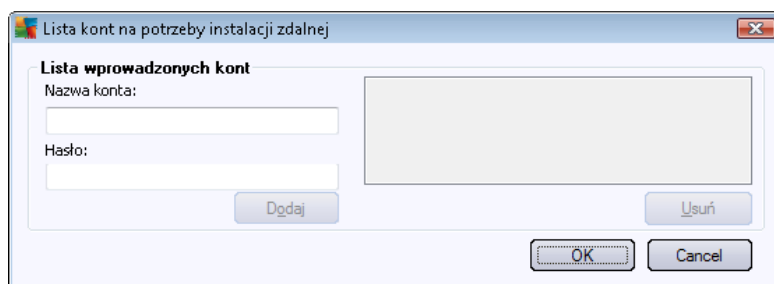 Lista kont na potrzeby instalacji zdalnej
Lista wprowadzonych kont
Nazwa konta:
Hasło:
Dodaj
Usuń
OK
Cancel